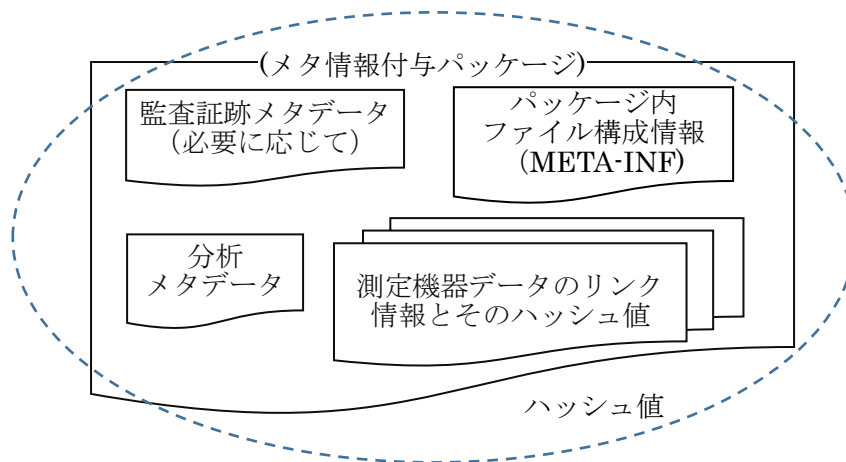 (メタ情報付与パッケージ)
監査証跡メタデータ
(必要に応じて)
パッケージ内
ファイル構成情報
(META-INF)
分析
メタデータ
測定機器データのリンク
情報とそのハッシュ値
ハッシュ値